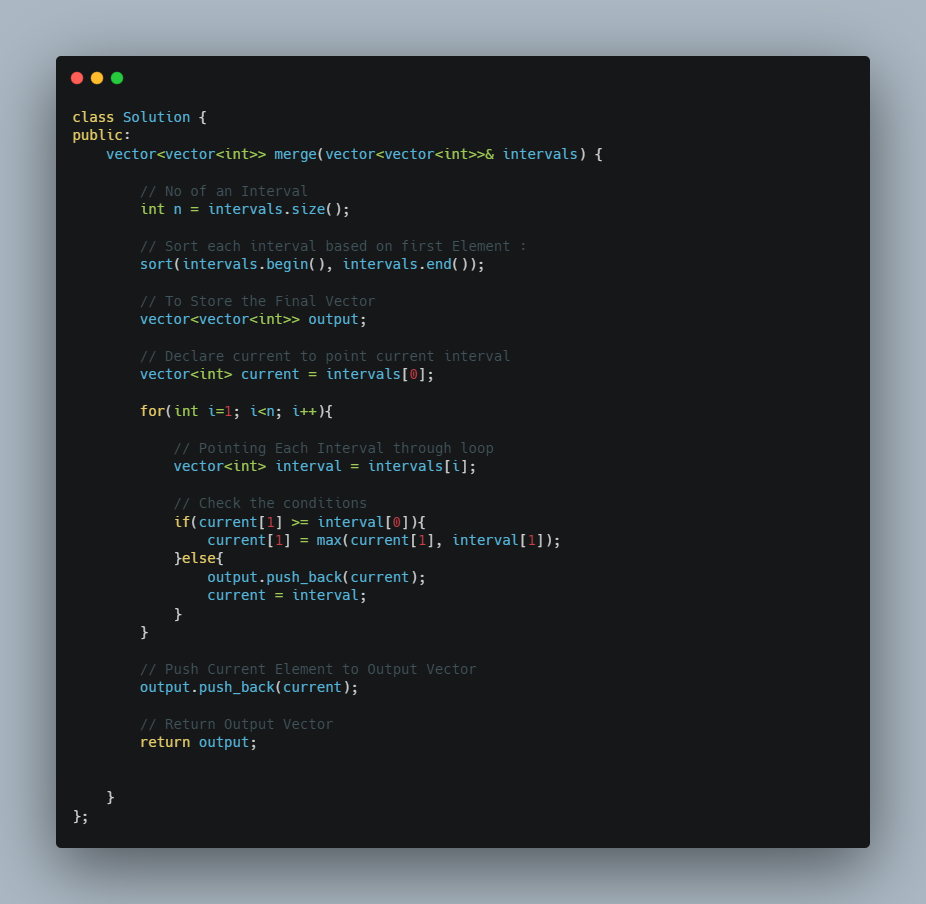 class Solution {
public:
    vector<vector<int>> merge(vector<vector<int>>& intervals) {
        // No of an Interval
        int n = intervals.size();
        // Sort each interval based on first Element :
        sort(intervals.begin(), intervals.end());
        // To Store the Final Vector
        vector<vector<int>> output;
        // Declare current to point current interval
        vector<int> current = intervals[0];
        for(int i=1; i<n; i++){
            // Pointing Each Interval through loop
            vector<int> interval = intervals[i];
            // Check the conditions
            if(current[1] >= interval[0]){
                current[1] = max(current[1], interval[1]);
            }else{
                output.push_back(current);
                current = interval;
            }
        }
        // Push Current Element to Output Vector
        output.push_back(current);
        // Return Output Vector
        return output;
    }
};